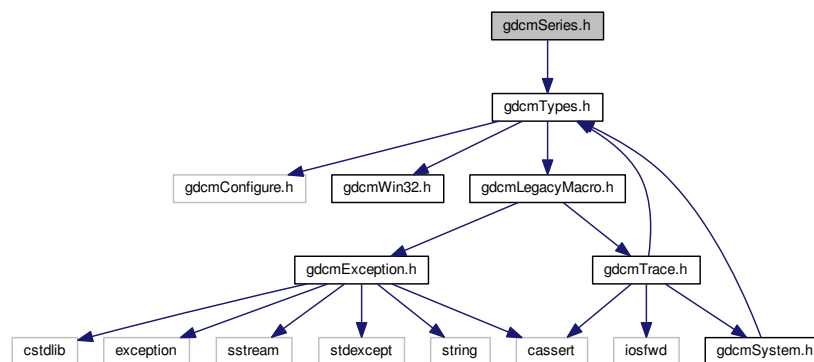 gdcmSeries.h
gdcmTypes.h
gdcmConfigure.h
gdcmWin32.h
gdcmLegacyMacro.h
gdcmException.h
gdcmTrace.h
cstdlib
exception
sstream
stdexcept
string
cassert
iosfwd
gdcmSystem.h